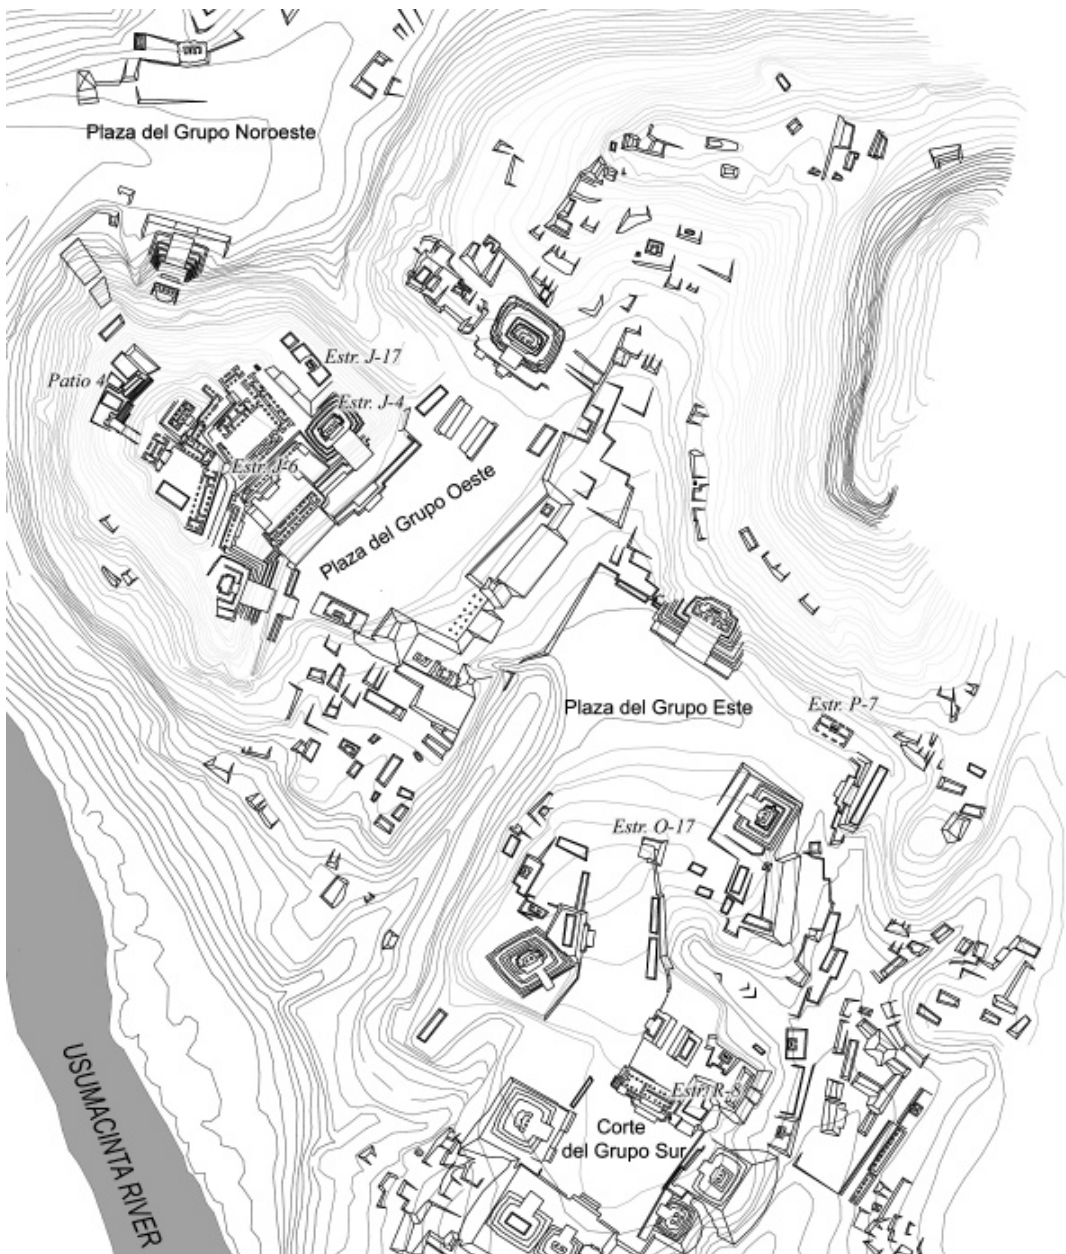 Plaza del Grupo Noroeste
Estr. J-17
Patio 4
Estr. J-4
Estr. J-6
Plaza del Grupo Oeste
Plaza del Grupo Este
Estr. P-7
Estr. O-17
USUMACINTA RIVER
Estr. R-8
Corte
del Grupo Sur